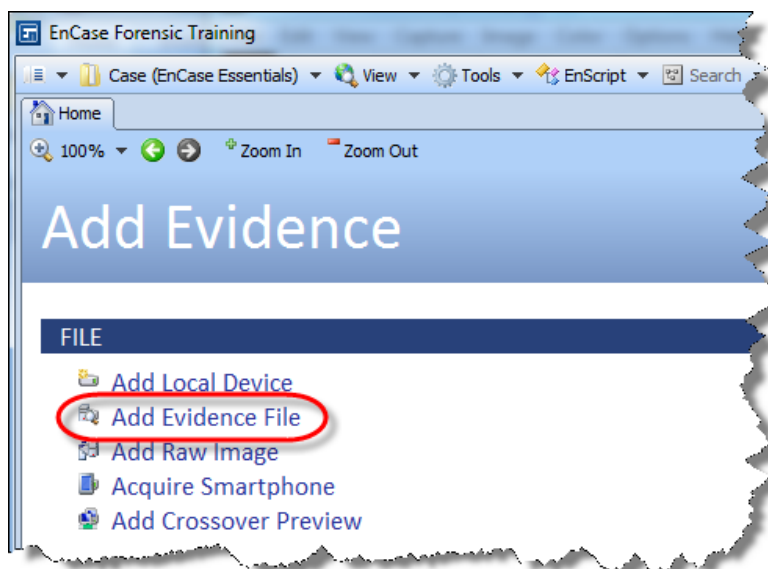 EnCase Forensic Training
Case (EnCase Essentials) View Tools EnScript Search
Home
100% Zoom In Zoom Out
Add Evidence
FILE
Add Local Device
Add Evidence File
Add Raw Image
Acquire Smartphone
Add Crossover Preview